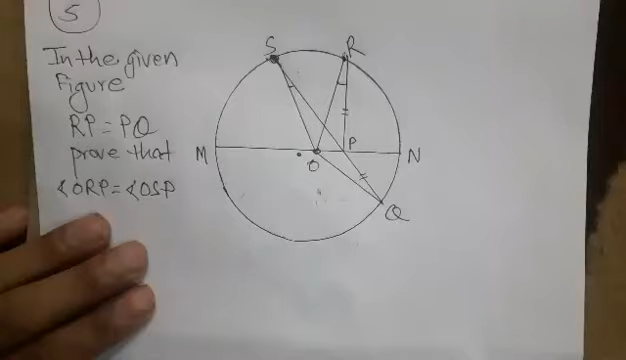 5
In the given
figure
RP = PQ
prove that
∢ORP = ∢OSP
S
R
M
O
P
N
Q